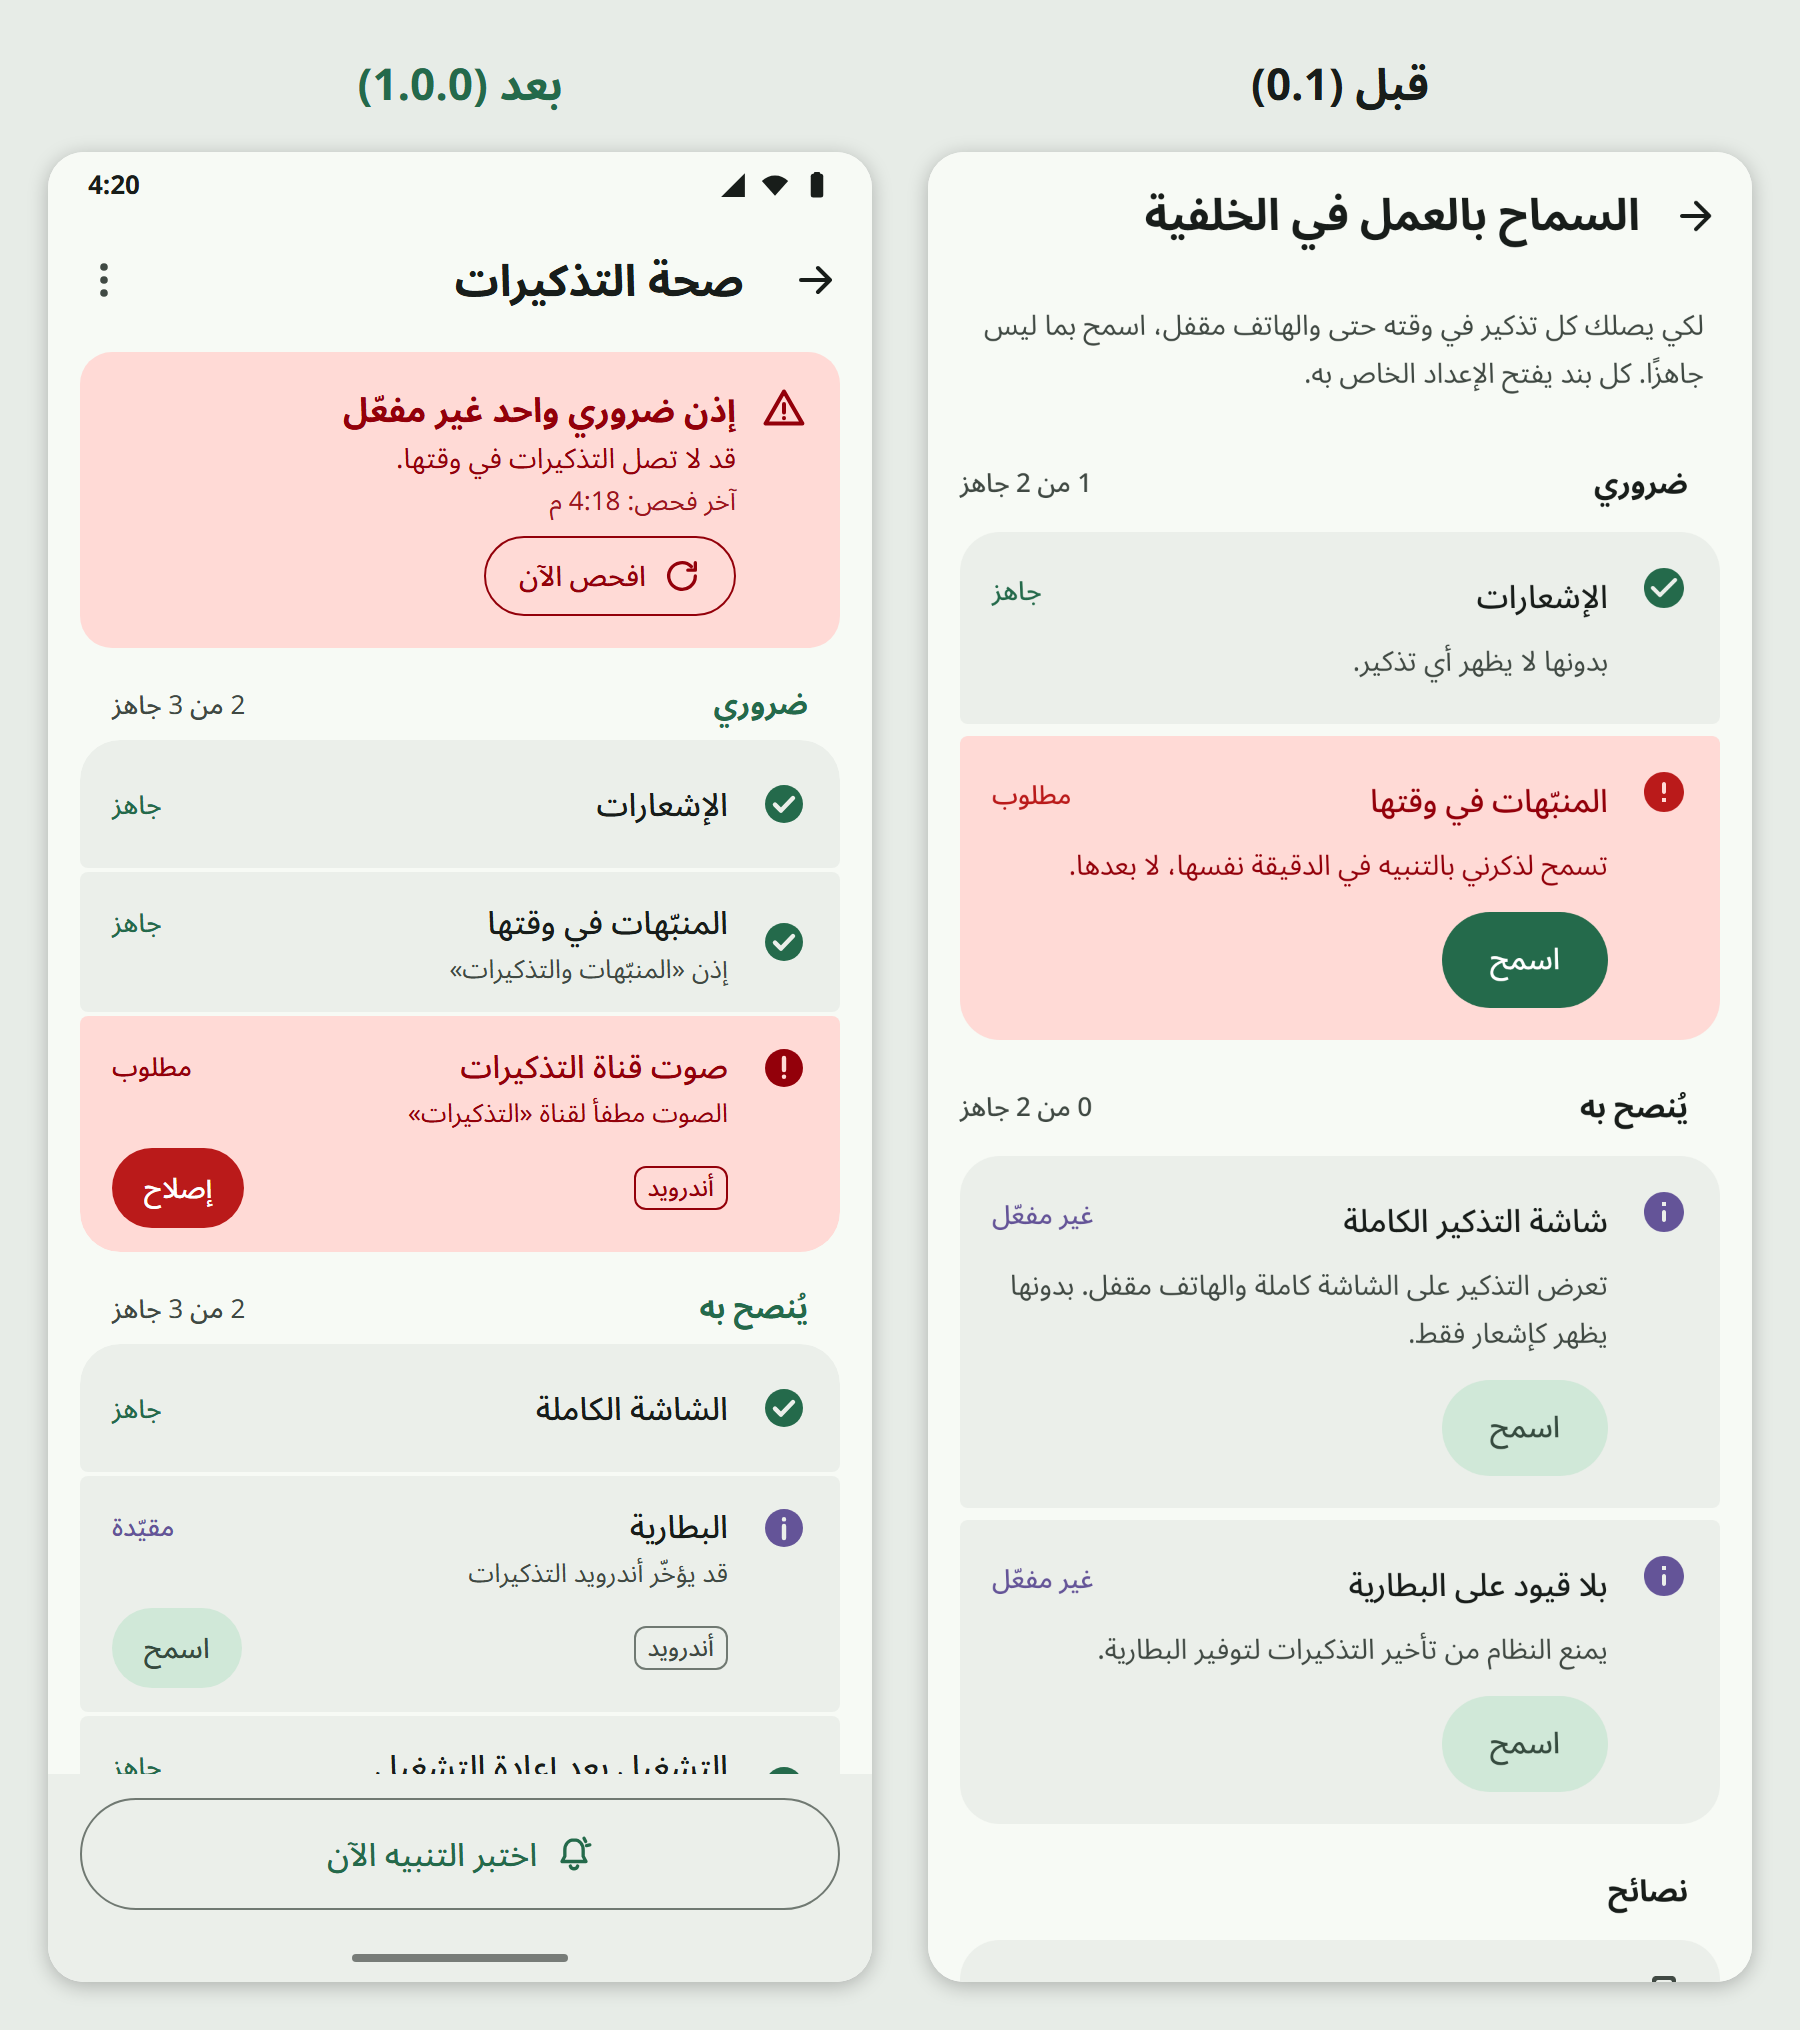 قبل (0.1)
السماح بالعمل في الخلفية
لكي يصلك كل تذكير في وقته حتى والهاتف مقفل، اسمح بما ليس
جاهزًا. كل بند يفتح الإعداد الخاص به.
ضروري
1 من 2 جاهز
الإشعارات
جاهز
بدونها لا يظهر أي تذكير.
المنبّهات في وقتها
مطلوب
تسمح لذكرني بالتنبيه في الدقيقة نفسها، لا بعدها.
اسمح
يُنصح به
0 من 2 جاهز
شاشة التذكير الكاملة
غير مفعّل
تعرض التذكير على الشاشة كاملة والهاتف مقفل. بدونها
يظهر كإشعار فقط.
اسمح
بلا قيود على البطارية
غير مفعّل
يمنع النظام من تأخير التذكيرات لتوفير البطارية.
اسمح
نصائح
بعد (1.0.0)
4:20
صحة التذكيرات
إذن ضروري واحد غير مفعّل
قد لا تصل التذكيرات في وقتها.
آخر فحص: 4:18 م
افحص الآن
ضروري
2 من 3 جاهز
الإشعارات
جاهز
المنبّهات في وقتها
جاهز
إذن «المنبّهات والتذكيرات»
صوت قناة التذكيرات
مطلوب
الصوت مطفأ لقناة «التذكيرات»
أندرويد
إصلاح
يُنصح به
2 من 3 جاهز
الشاشة الكاملة
جاهز
البطارية
مقيّدة
قد يؤخّر أندرويد التذكيرات
أندرويد
اسمح
التشغيل بعد إعادة التشغيل
جاهز
اختبر التنبيه الآن